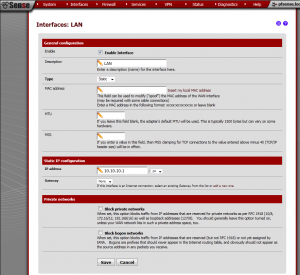 Sense
System Interfaces Firewall Services VPN Status Diagnostics Help
Interfaces: LAN
General configuration
Enable Enable Interface
Description LAN
Enter a description (name) for the interface here.
Type Static
MAC address Insert my local MAC address
This field can be used to modify ("spoof") the MAC address of the WAN interface
(may be required with some cable connections)
Enter a MAC address in the following format: xx:xx:xx:xx:xx:xx or leave blank
MTU
If you leave this field blank, the adapter's default MTU will be used. This is typically 1500 bytes but can vary on some
hardware.
MSS
If you enter a value in this field, then MSS clamping for TCP connections to the value entered above minus 40 (TCP/IP
header size) will be in effect.
Static IP configuration
IP address 10.10.10.1
Gateway None
If this interface is an Internet connection, select an existing Gateway from the list or add a new one.
Private networks
Block private networks
When set, this option blocks traffic from IP addresses that are reserved for private networks as per RFC 1918 (10/8,
172.16/12, 192.168/16) as well as loopback addresses (127/8). You should generally leave this option turned on,
unless your WAN network lies in such a private address space, too.
Block bogon networks
When set, this option blocks traffic from IP addresses that are reserved (but not RFC 1918) or not yet assigned by
IANA. Bogons are prefixes that should never appear in the Internet routing table, and obviously should not appear as
the source address in any packets you receive.
Save Cancel